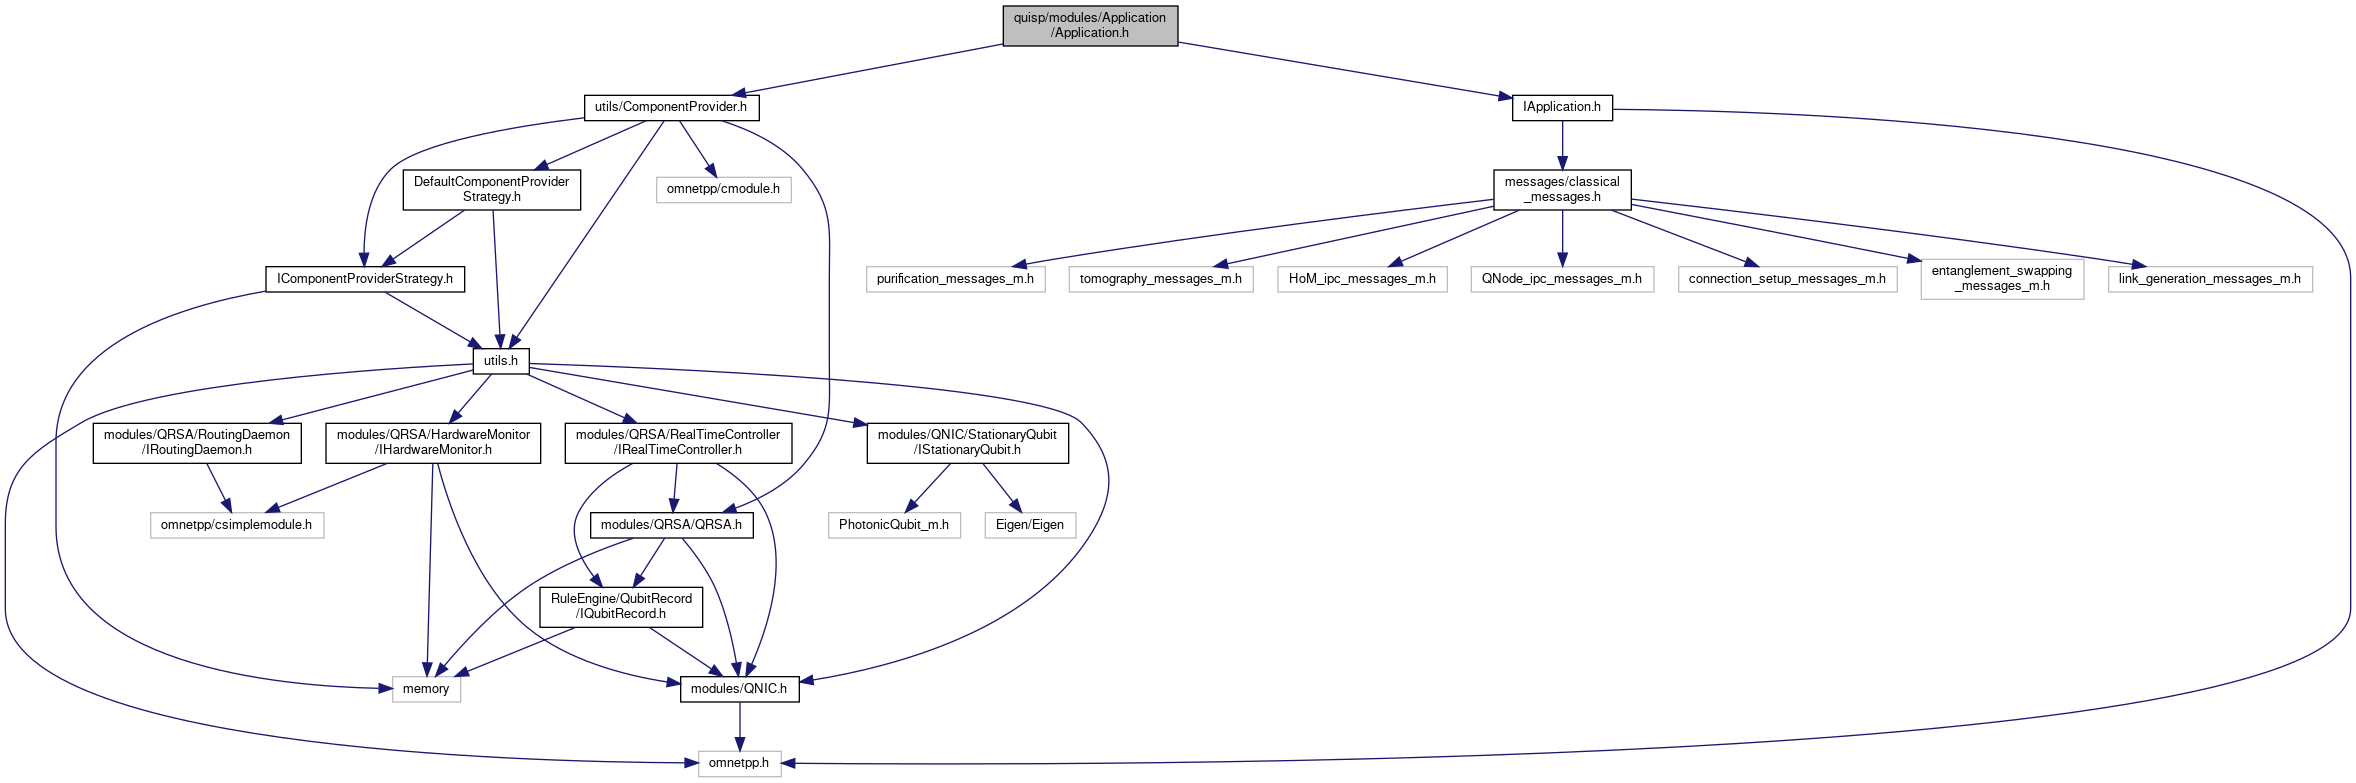 quisp/modules/Application
/Application.h
utils/ComponentProvider.h
IApplication.h
DefaultComponentProvider
Strategy.h
omnetpp/cmodule.h
messages/classical
_messages.h
IComponentProviderStrategy.h
purification_messages_m.h
tomography_messages_m.h
HoM_ipc_messages_m.h
QNode_ipc_messages_m.h
connection_setup_messages_m.h
entanglement_swapping
_messages_m.h
link_generation_messages_m.h
utils.h
modules/QRSA/RoutingDaemon
/IRoutingDaemon.h
modules/QRSA/HardwareMonitor
/IHardwareMonitor.h
modules/QRSA/RealTimeController
/IRealTimeController.h
modules/QNIC/StationaryQubit
/IStationaryQubit.h
omnetpp/csimplemodule.h
modules/QRSA/QRSA.h
PhotonicQubit_m.h
Eigen/Eigen
RuleEngine/QubitRecord
/IQubitRecord.h
memory
modules/QNIC.h
omnetpp.h